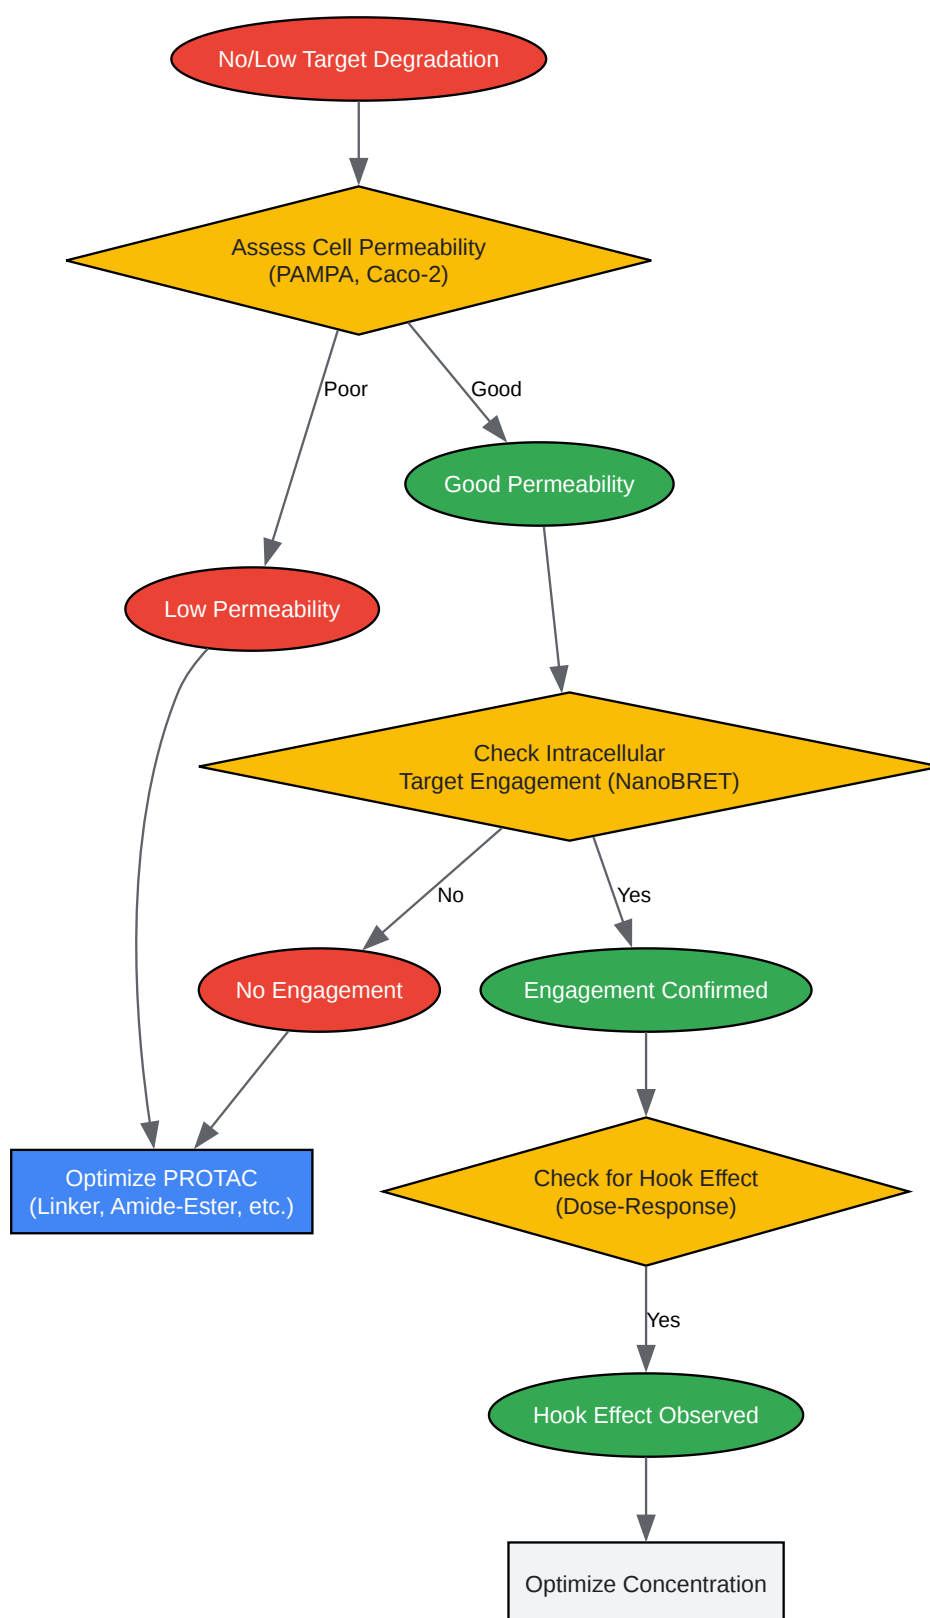 No/Low Target Degradation
Assess Cell Permeability
(PAMPA, Caco-2)
Poor
Good
Good Permeability
Low Permeability
Check Intracellular
Target Engagement (NanoBRET)
No
Yes
No Engagement
Engagement Confirmed
Optimize PROTAC
(Linker, Amide-Ester, etc.)
Check for Hook Effect
(Dose-Response)
Yes
Hook Effect Observed
Optimize Concentration